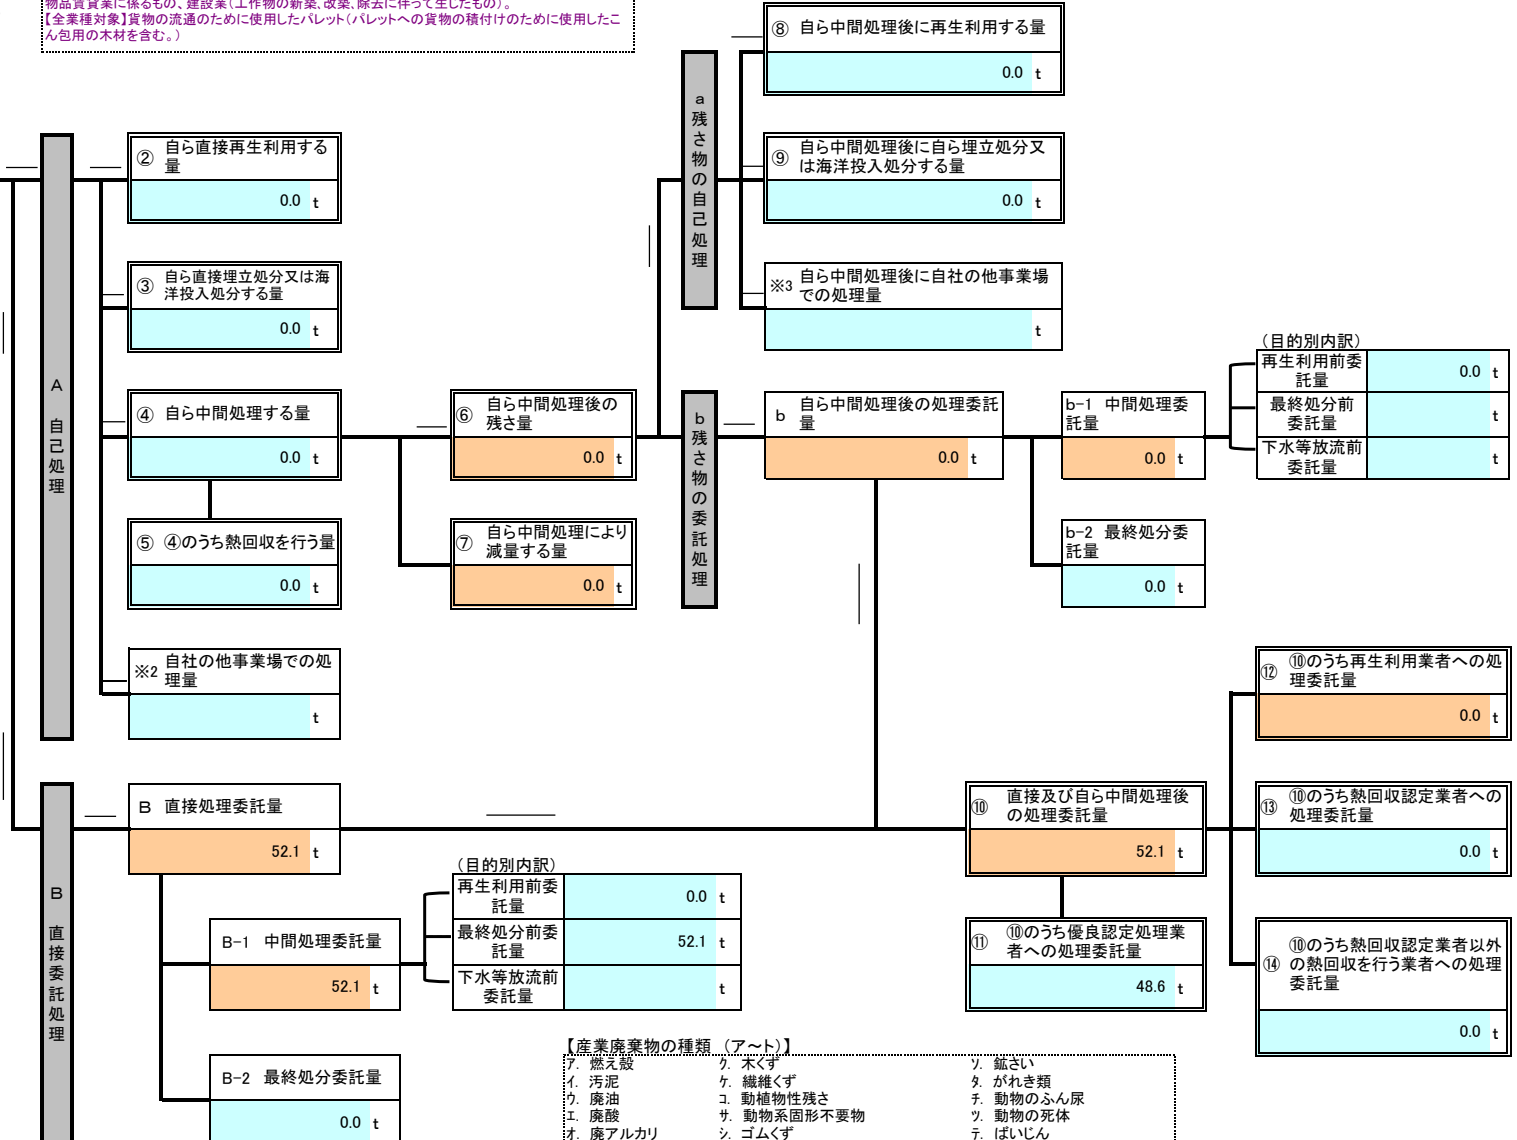 物品賃貸業に係るもの、建設業（工作物の新築、改築、除去に伴って生じたもの）。
【全業種対象】貨物の流通のために使用したパレット（パレットへの貨物の積付けのために使用したこ
ん包用の木材を含む。）
⑧ 自ら中間処理後に再生利用する量
0.0 t
a 残さ物の自己処理
② 自ら直接再生利用する
量
0.0 t
⑨ 自ら中間処理後に自ら埋立処分又
は海洋投入処分する量
0.0 t
③ 自ら直接埋立処分又は海
洋投入処分する量
0.0 t
※3 自ら中間処理後に自社の他事業場
での処理量
t
A 自己処理
④ 自ら中間処理する量
0.0 t
⑥ 自ら中間処理後の
残さ量
0.0 t
b 残さ物の委託処理
b 自ら中間処理後の処理委託
量
0.0 t
b-1 中間処理委
託量
0.0 t
（目的別内訳）
再生利用前委
託量
0.0 t
最終処分前
委託量
t
下水等放流前
委託量
t
⑤ ④のうち熱回収を行う量
0.0 t
⑦ 自ら中間処理により
減量する量
0.0 t
b-2 最終処分委
託量
0.0 t
※2 自社の他事業場での処
理量
t
⑫ ⑩のうち再生利用業者への処
理委託量
0.0 t
B 直接委託処理
B 直接処理委託量
52.1 t
⑩ 直接及び自ら中間処理後
の処理委託量
52.1 t
⑬ ⑩のうち熱回収認定業者への
処理委託量
0.0 t
（目的別内訳）
再生利用前委
託量
0.0 t
最終処分前委
託量
52.1 t
下水等放流前
委託量
t
B-1 中間処理委託量
52.1 t
⑪ ⑩のうち優良認定処理業
者への処理委託量
48.6 t
⑭ ⑩のうち熱回収認定業者以外
の熱回収を行う業者への処理
委託量
0.0 t
B-2 最終処分委託量
0.0 t
【産業廃棄物の種類 （ア～ト）】
ア. 燃え殻 ク. 木くず ソ. 鉱さい
イ. 汚泥 ケ. 繊維くず タ. がれき類
ウ. 廃油 コ. 動植物性残さ チ. 動物のふん尿
エ. 廃酸 サ. 動物系固形不要物 ツ. 動物の死体
オ. 廃アルカリ シ. ゴムくず テ. ばいじん